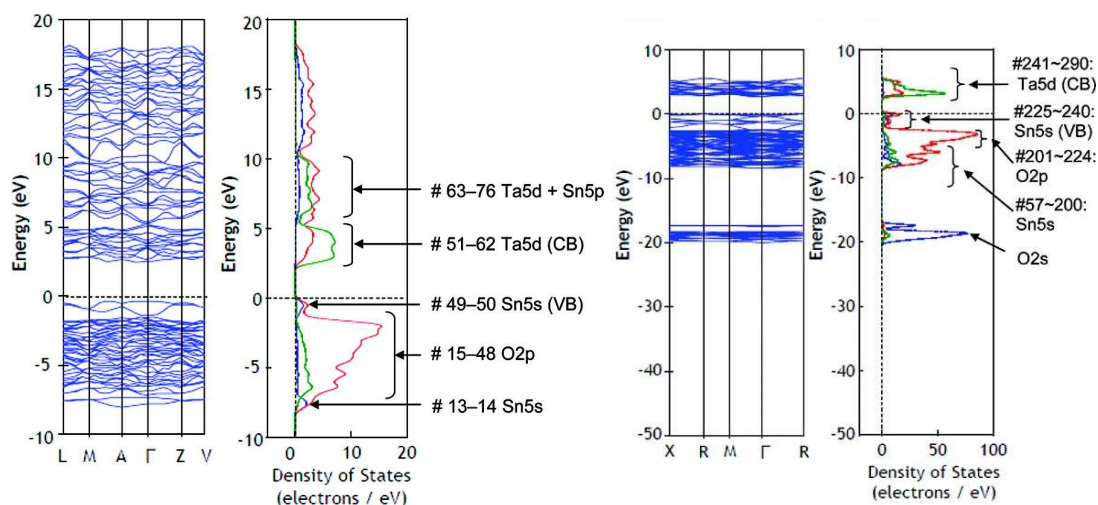 20
15
10
5
0
-5
-10
Energy (eV)
L M A Γ Z V
20
15
10
5
0
-5
-10
Energy (eV)
0 10 20
Density of States
(electrons / eV)
# 63–76 Ta5d + Sn5p
# 51–62 Ta5d (CB)
# 49–50 Sn5s (VB)
# 15–48 O2p
# 13–14 Sn5s
10
0
-10
-20
-30
-40
-50
Energy (eV)
X R M Γ R
10
0
-10
-20
-30
-40
-50
Energy (eV)
0 50 100
Density of States
(electrons / eV)
#241~290:
Ta5d (CB)
#225~240:
Sn5s (VB)
#201~224:
O2p
#57~200:
Sn5s
O2s